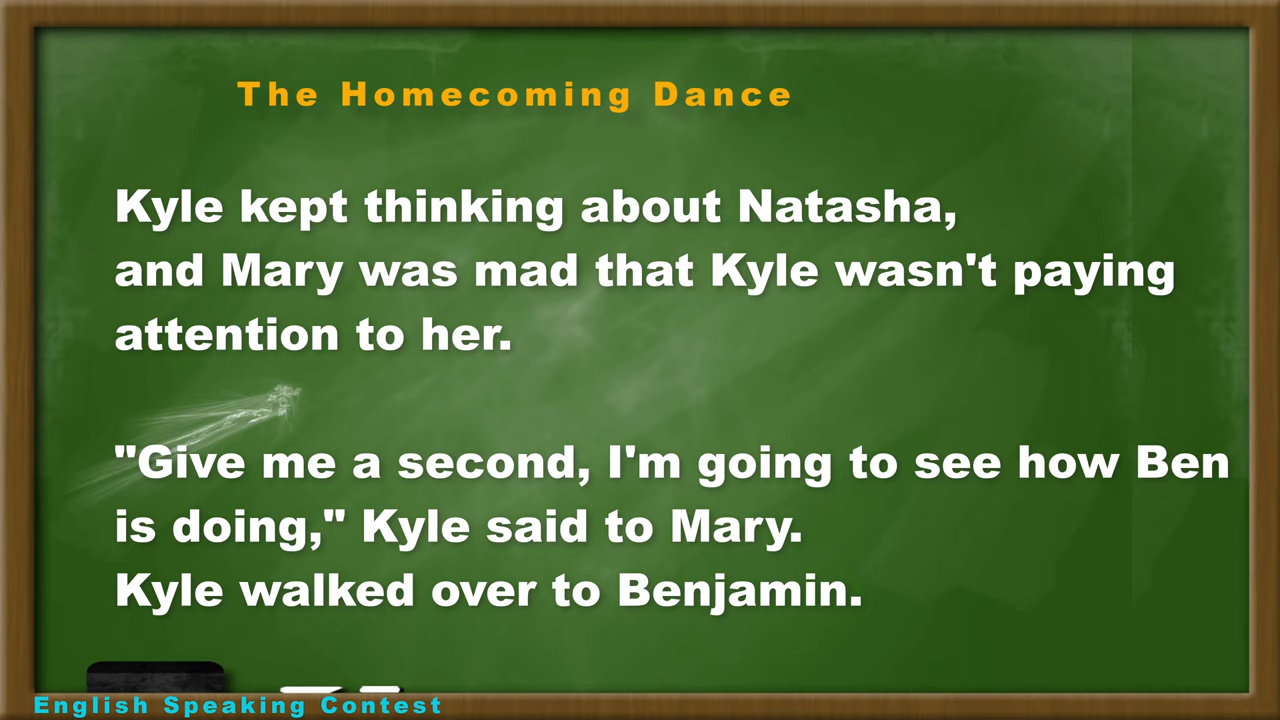 The Homecoming Dance
Kyle kept thinking about Natasha,
and Mary was mad that Kyle wasn't paying
attention to her.
"Give me a second, I'm going to see how Ben
is doing," Kyle said to Mary.
Kyle walked over to Benjamin.
English Speaking Contest